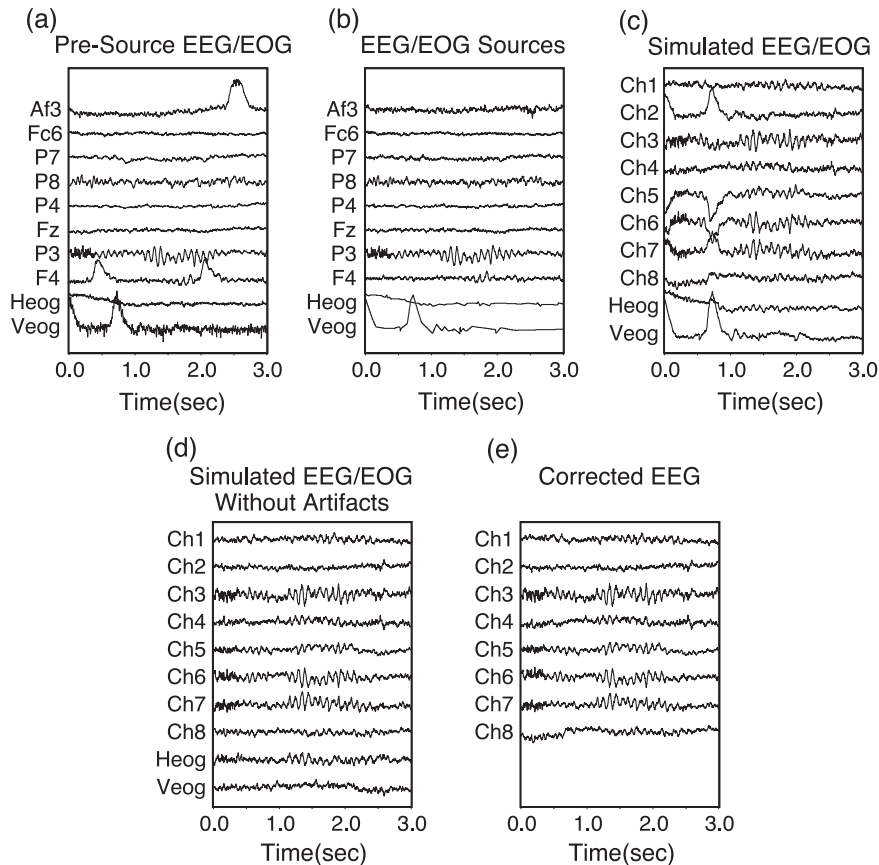 (a)
Pre-Source EEG/EOG
Af3
Fc6
P7
P8
P4
Fz
P3
F4
Heog
Veog
0.0 1.0 2.0 3.0
Time(sec)
(b)
EEG/EOG Sources
Af3
Fc6
P7
P8
P4
Fz
P3
F4
Heog
Veog
0.0 1.0 2.0 3.0
Time(sec)
(c)
Simulated EEG/EOG
Ch1
Ch2
Ch3
Ch4
Ch5
Ch6
Ch7
Ch8
Heog
Veog
0.0 1.0 2.0 3.0
Time(sec)
(d)
Simulated EEG/EOG
Without Artifacts
Ch1
Ch2
Ch3
Ch4
Ch5
Ch6
Ch7
Ch8
Heog
Veog
0.0 1.0 2.0 3.0
Time(sec)
(e)
Corrected EEG
Ch1
Ch2
Ch3
Ch4
Ch5
Ch6
Ch7
Ch8
0.0 1.0 2.0 3.0
Time(sec)